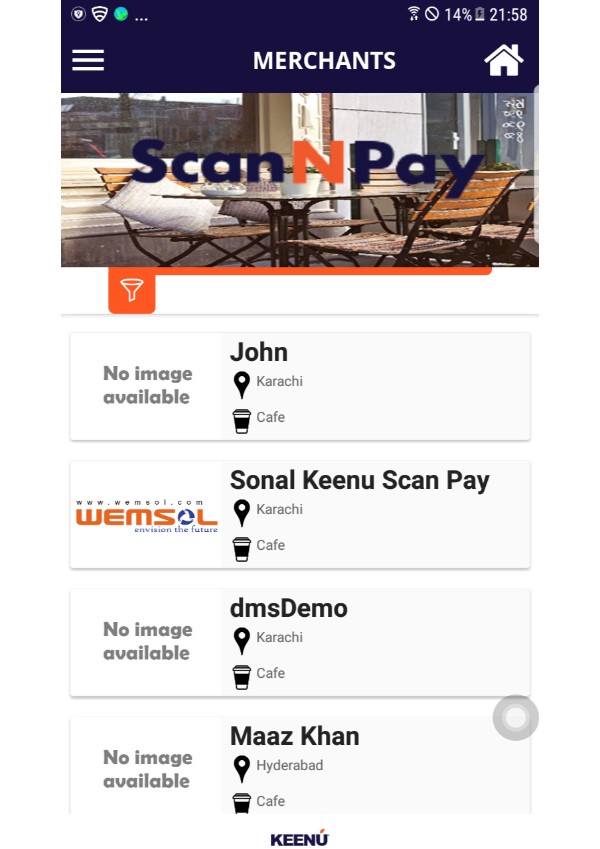 ... 14% 21:58
MERCHANTS
ScanNPay
John
No image
available
Karachi
Cafe
Sonal Keenu Scan Pay
www.wemsol.com
WEMSOL
envision the future
Karachi
Cafe
dmsDemo
No image
available
Karachi
Cafe
Maaz Khan
No image
available
Hyderabad
Cafe
KEENÚ